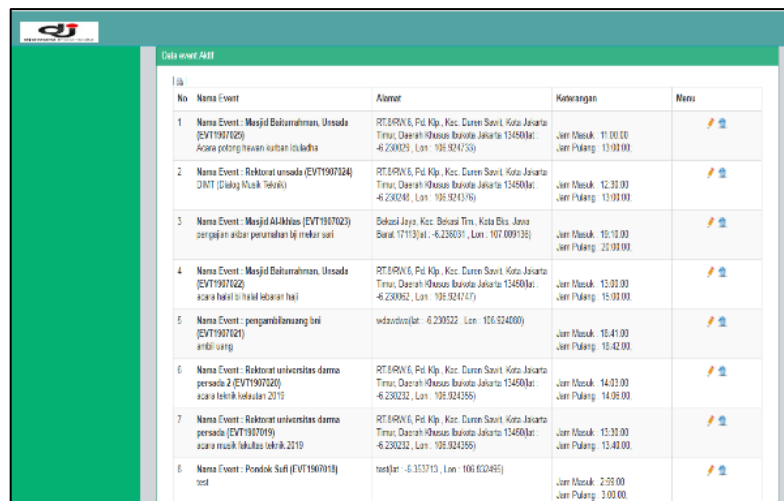 dj
Data event Aktif
No Nama Event Alamat Keterangan Menu
1 Nama Event : Masjid Baiturrahman, Unsada RT.8/RW.6, Pd. Klp., Kec. Duren Sawit, Kota Jakarta
(EVT1907025) Timur, Daerah Khusus Ibukota Jakarta 13450(lat : Jam Masuk : 11:00:00
Acara potong hewan kurban iduladha -6.230029 , Lon : 106.924733) Jam Pulang : 13:00:00;
2 Nama Event : Rektorat unsada (EVT1907024) RT.8/RW.6, Pd. Klp., Kec. Duren Sawit, Kota Jakarta
DIMT (Dialog Musik Teknik) Timur, Daerah Khusus Ibukota Jakarta 13450(lat : Jam Masuk : 12:30:00
-6.230248 , Lon : 106.924376) Jam Pulang : 13:00:00;
3 Nama Event : Masjid Al-Ikhlas (EVT1907023) Bekasi Jaya, Kec. Bekasi Tim., Kota Bks, Jawa
pengajian akbar perumahan bji mekar sari Barat 17113(lat : -6.236031 , Lon : 107.009136) Jam Masuk : 19:10:00
Jam Pulang : 20:00:00;
4 Nama Event : Masjid Baiturrahman, Unsada RT.8/RW.6, Pd. Klp., Kec. Duren Sawit, Kota Jakarta
(EVT1907022) Timur, Daerah Khusus Ibukota Jakarta 13450(lat : Jam Masuk : 13:00:00
acara halal bi halal lebaran haji -6.230062 , Lon : 106.924747) Jam Pulang : 15:00:00;
5 Nama Event : pengambilanuang bni wdawdwa(lat : -6.230522 , Lon : 106.924080)
(EVT1907021) Jam Masuk : 18:41:00
ambil uang Jam Pulang : 18:42:00;
6 Nama Event : Rektorat universitas darma RT.8/RW.6, Pd. Klp., Kec. Duren Sawit, Kota Jakarta
persada 2 (EVT1907020) Timur, Daerah Khusus Ibukota Jakarta 13450(lat : Jam Masuk : 14:03:00
acara teknik kelautan 2019 -6.230232 , Lon : 106.924355) Jam Pulang : 14:06:00;
7 Nama Event : Rektorat universitas darma RT.8/RW.6, Pd. Klp., Kec. Duren Sawit, Kota Jakarta
persada (EVT1907019) Timur, Daerah Khusus Ibukota Jakarta 13450(lat : Jam Masuk : 13:30:00
acara musik fakultas teknik 2019 -6.230232 , Lon : 106.924355) Jam Pulang : 13:40:00;
8 Nama Event : Pondok Sufi (EVT1907018) test(lat : -6.353713 , Lon : 106.832495)
test Jam Masuk : 2:59:00
Jam Pulang : 3:00:00;